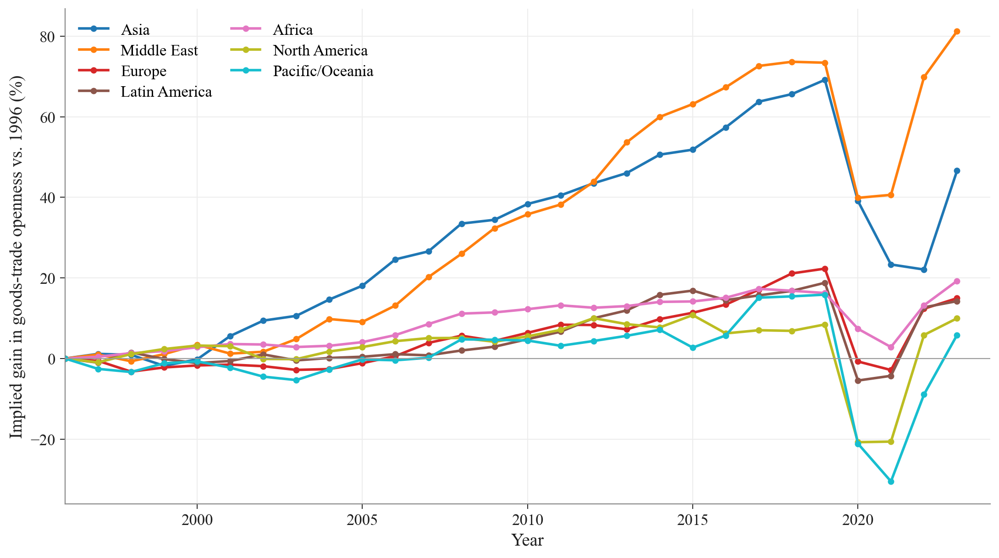 Asia
Middle East
Europe
Latin America
Africa
North America
Pacific/Oceania
Implied gain in goods-trade openness vs. 1996 (%)
80
60
40
20
0
−20
2000
2005
2010
2015
2020
Year